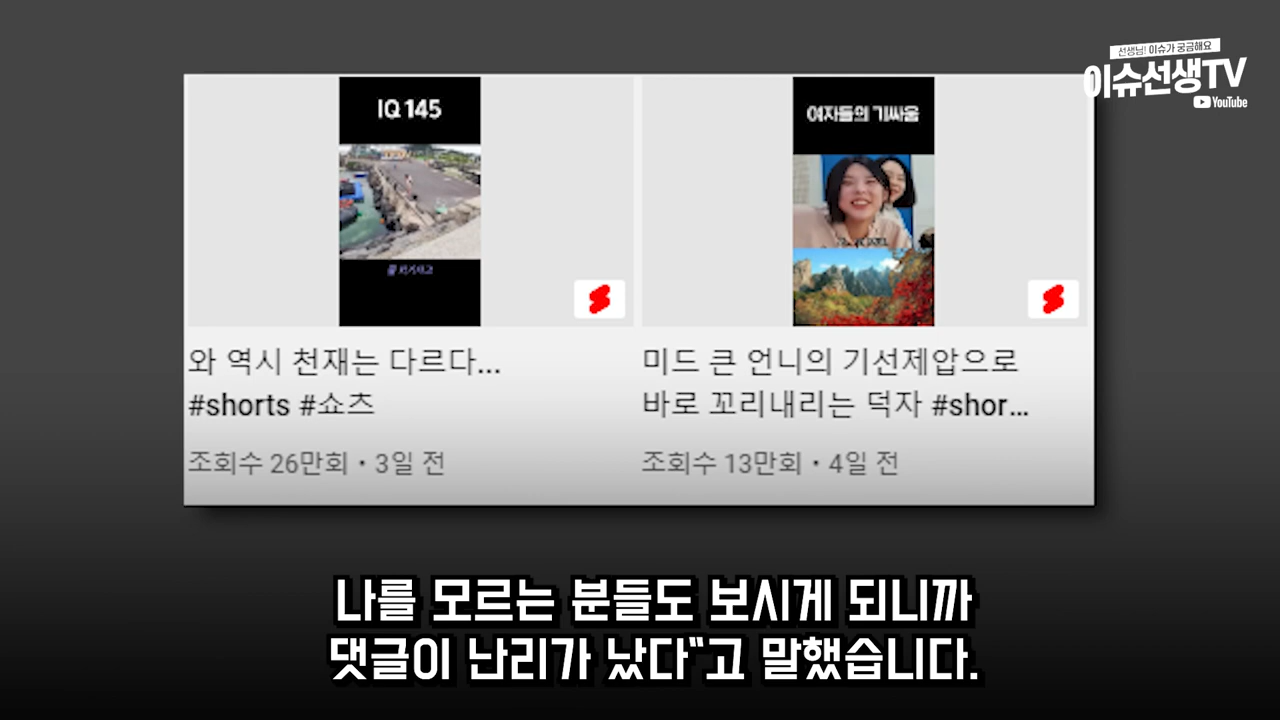 선생님! 이슈가 궁금해요
이슈선생TV
YouTube
IQ 145
여자들의 기싸움
와 역시 천재는 다르다...
#shorts #쇼츠
조회수 26만회・3일 전
미드 큰 언니의 기선제압으로
바로 꼬리내리는 덕자 #shor...
조회수 13만회・4일 전
나를 모르는 분들도 보시게 되니까
댓글이 난리가 났다"고 말했습니다.